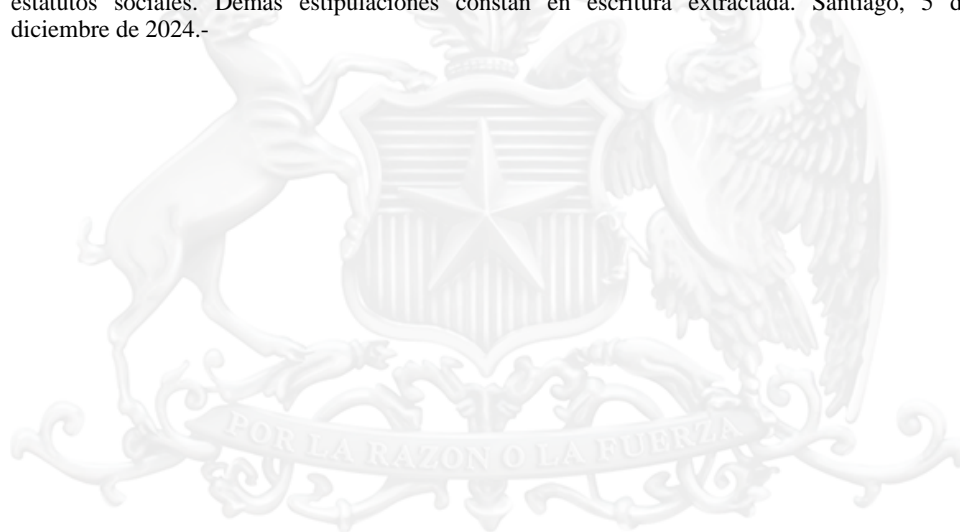 estatutos sociales. Demás estipulaciones constan en escritura extractada. Santiago, 5 d
diciembre de 2024.-
POR LA RAZON O LA FUERZA